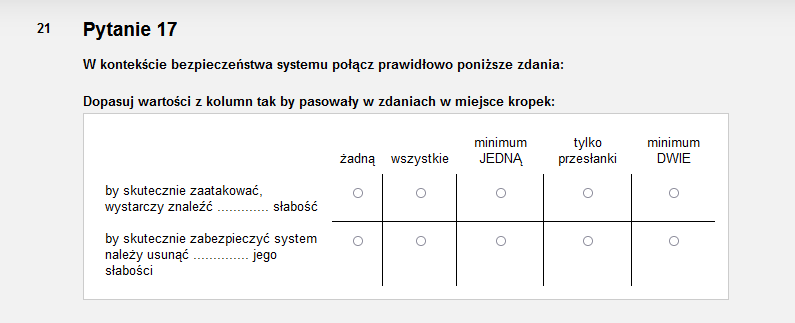 21
Pytanie 17
W kontekście bezpieczeństwa systemu połącz prawidłowo poniższe zdania:
Dopasuj wartości z kolumn tak by pasowały w zdaniach w miejsce kropek:
żadną wszystkie minimum JEDNĄ tylko przesłanki minimum DWIE
by skutecznie zaatakować,
wystarczy znaleźć ............. słabość
by skutecznie zabezpieczyć system
należy usunąć .............. jego
słabości